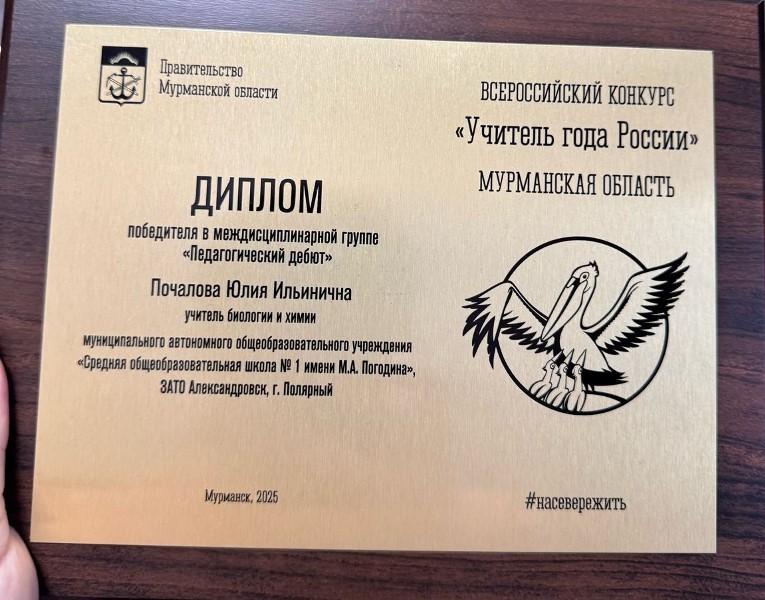 Правительство
Мурманской области
ДИПЛОМ
победителя в междисциплинарной группе
«Педагогический дебют»
Почалова Юлия Ильинична
учитель биологии и химии
муниципального автономного общеобразовательного учреждения
«Средняя общеобразовательная школа № 1 имени М.А. Погодина»,
ЗАТО Александровск, г. Полярный
Мурманск, 2025
ВСЕРОССИЙСКИЙ КОНКУРС
«Учитель года России»
МУРМАНСКАЯ ОБЛАСТЬ
#насевережить